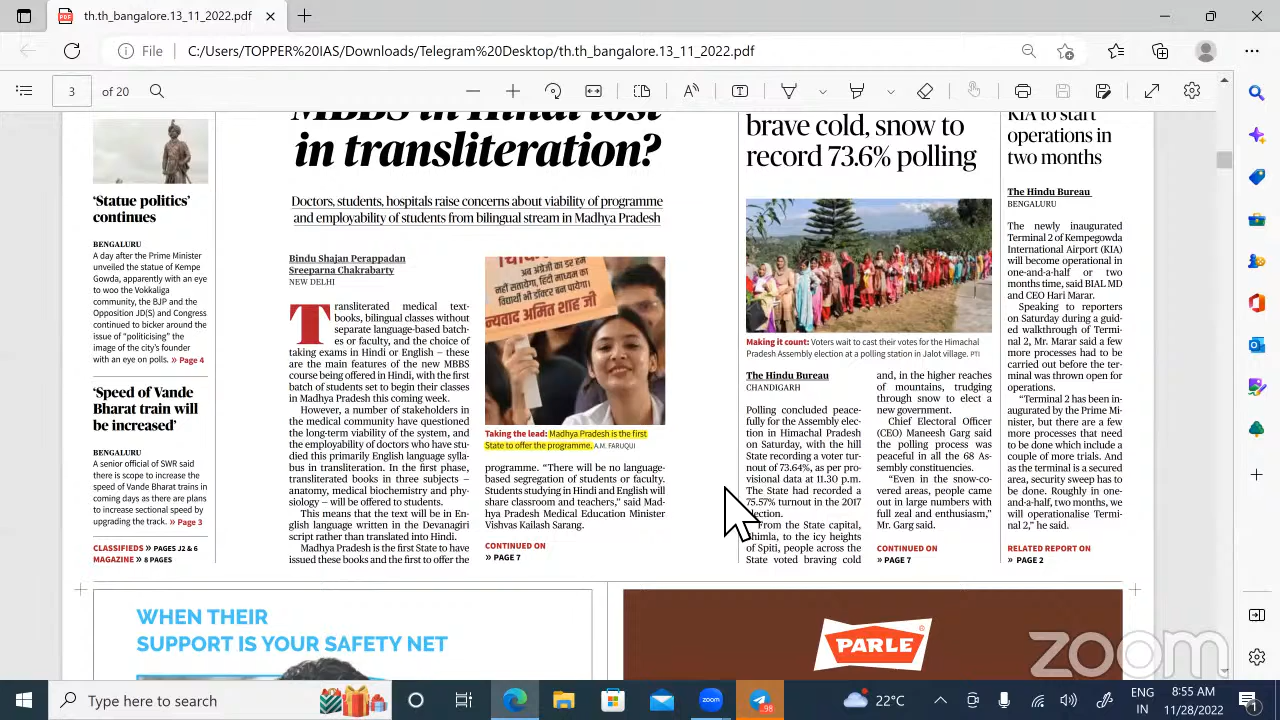 th.th_bangalore.13_11_2022.pdf
File
C:/Users/TOPPER%20IAS/Downloads/Telegram%20Desktop/th.th_bangalore.13_11_2022.pdf
3
of 20
‘Statue politics’
continues
BENGALURU
A day after the Prime Minister
unveiled the statue of Kempe
Gowda, apparently with an eye
to woo the Vokkaliga
community, the BJP and the
Opposition JD(S) and Congress
continued to bicker around the
issue of “politicising” the
image of the city’s founder
with an eye on polls. » Page 4
‘Speed of Vande
Bharat train will
be increased’
BENGALURU
A senior official of SWR said
there is scope to increase the
speed of Vande Bharat trains in
coming days as there are plans
to increase sectional speed by
upgrading the track. » Page 3
CLASSIFIEDS » PAGES J2 & 6
MAGAZINE » 8 PAGES
MBBS in Hindi lost
in transliteration?
Doctors, students, hospitals raise concerns about viability of programme
and employability of students from bilingual stream in Madhya Pradesh
Bindu Shajan Perappadan
Sreeparna Chakrabarty
NEW DELHI
Transliterated medical text-
books, bilingual classes without
separate language-based batch-
es or faculty, and the choice of
taking exams in Hindi or English – these
are the main features of the new MBBS
course being offered in Hindi, with the first
batch of students set to begin their classes
in Madhya Pradesh this coming week.
However, a number of stakeholders in
the medical community have questioned
the long-term viability of the system, and
the employability of doctors who have stu-
died this primarily English language sylla-
bus in transliteration. In the first phase,
transliterated books in three subjects –
anatomy, medical biochemistry and phy-
siology – will be offered to students.
This means that the text will be in En-
glish language written in the Devanagiri
script rather than translated into Hindi.
Madhya Pradesh is the first State to have
issued these books and the first to offer the
अब अंग्रेजी का डर हमें
नहीं सतायेगा, हिंदी माध्यम का
विद्यार्थी भी डॉक्टर बन पायेगा।
धन्यवाद अमित शाह जी
Taking the lead: Madhya Pradesh is the first
State to offer the programme. A.M. FARUQUI
programme. “There will be no language-
based segregation of students or faculty.
Students studying in Hindi and English will
share classroom and teachers,” said Mad-
hya Pradesh Medical Education Minister
Vishvas Kailash Sarang.
CONTINUED ON
» PAGE 7
brave cold, snow to
record 73.6% polling
Making it count: Voters wait to cast their votes for the Himachal
Pradesh Assembly election at a polling station in Jalot village. PTI
The Hindu Bureau
CHANDIGARH
Polling concluded peace-
fully for the Assembly elec-
tion in Himachal Pradesh
on Saturday, with the hill
State recording a voter tur-
nout of 73.64%, as per pro-
visional data at 11.30 p.m.
The State had recorded a
75.57% turnout in the 2017
election.
From the State capital,
Shimla, to the icy heights
of Spiti, people across the
State voted braving cold
and, in the higher reaches
of mountains, trudging
through snow to elect a
new government.
Chief Electoral Officer
(CEO) Maneesh Garg said
the polling process was
peaceful in all the 68 As-
sembly constituencies.
“Even in the snow-co-
vered areas, people came
out in large numbers with
full zeal and enthusiasm,”
Mr. Garg said.
CONTINUED ON
» PAGE 7
KIA to start
operations in
two months
The Hindu Bureau
BENGALURU
The newly inaugurated
Terminal 2 of Kempegowda
International Airport (KIA)
will become operational in
one-and-a-half or two
months time, said BIAL MD
and CEO Hari Marar.
Speaking to reporters
on Saturday during a guid-
ed walkthrough of Termi-
nal 2, Mr. Marar said a few
more processes had to be
carried out before the ter-
minal was thrown open for
operations.
“Terminal 2 has been in-
augurated by the Prime Mi-
nister, but there are a few
more processes that need
to be done which include a
couple of more trials. And
as the terminal is a secured
area, security sweep has to
be done. Roughly in one-
and-a-half, two months, we
will operationalise Termi-
nal 2,” he said.
RELATED REPORT ON
» PAGE 2
WHEN THEIR
SUPPORT IS YOUR SAFETY NET
PARLE
zoom
Type here to search
zoom
98
22°C
ENG
IN
8:55 AM
11/28/2022
1